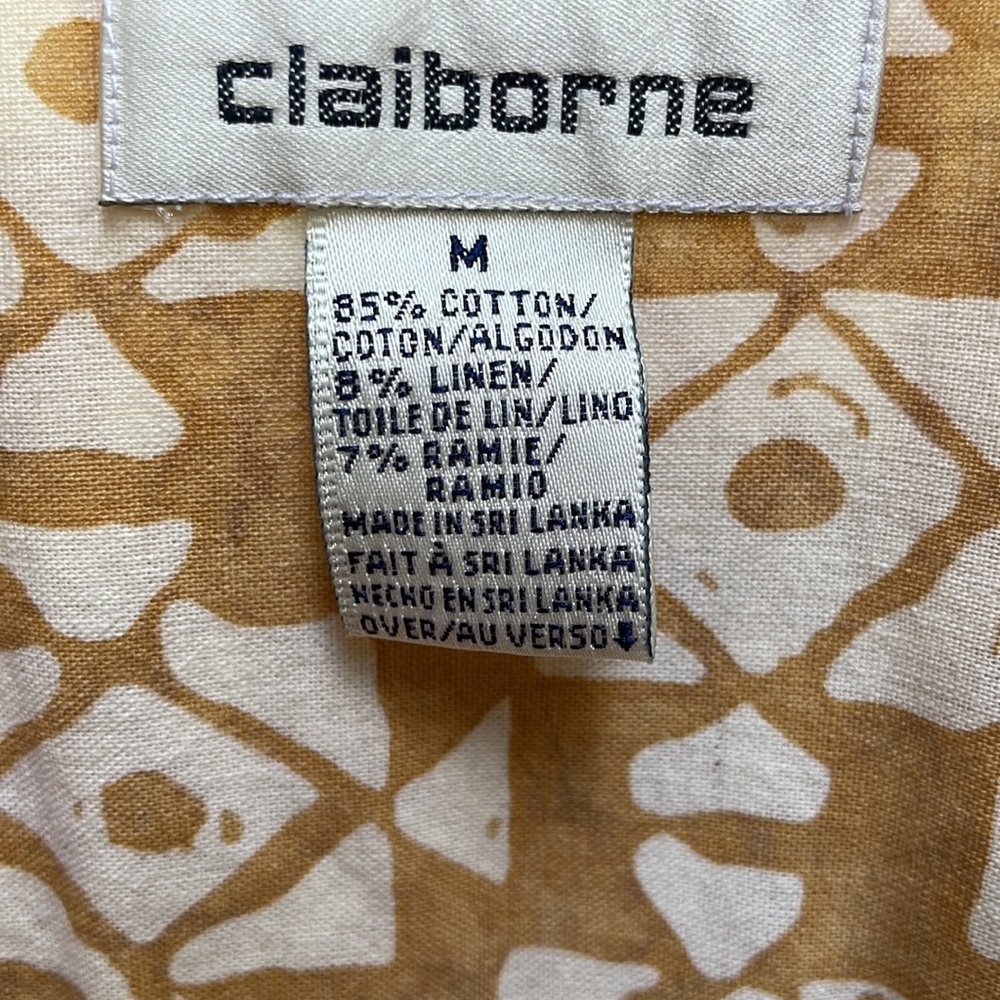 claiborne
M
85% COTTON/
COTON/ALGODON
8% LINEN/
TOILE DE LIN/LINO
7% RAMIE/
RAMIO
MADE IN SRI LANKA
FAIT À SRI LANKA
HECHO EN SRI LANKA
OVER/AU VERSO↓